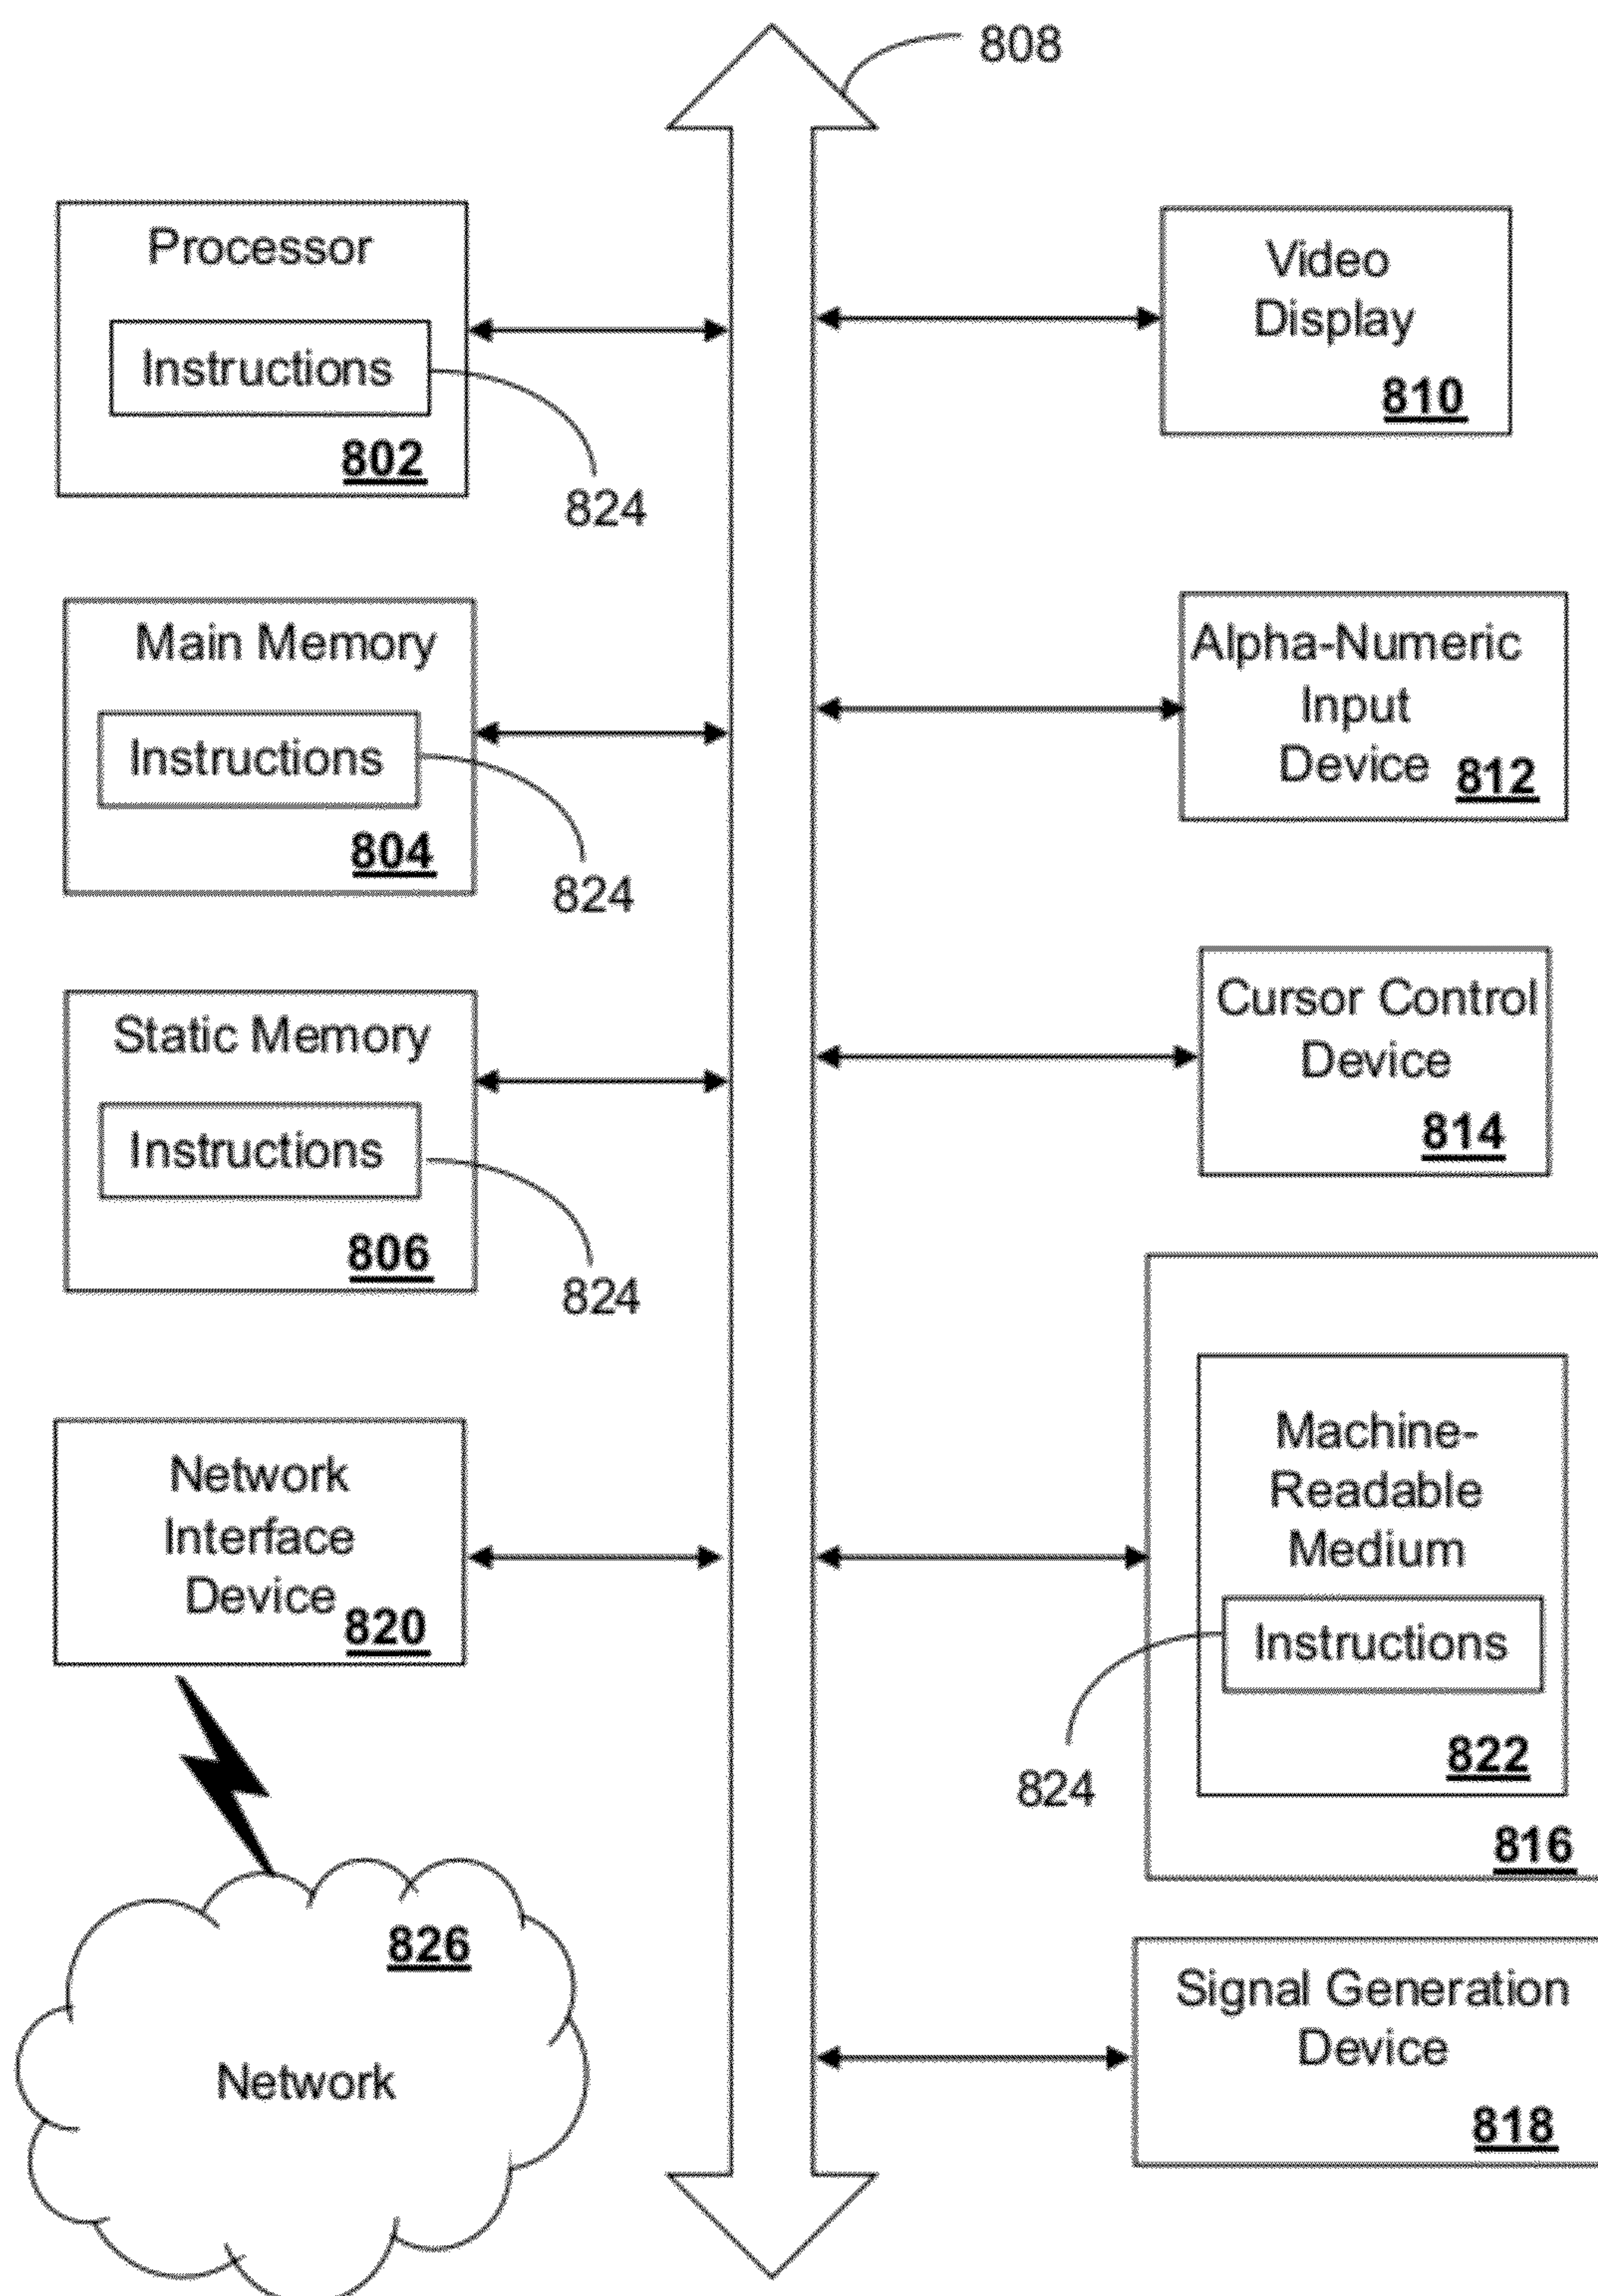 808
Processor
Instructions
802
824
Main Memory
Instructions
804
824
Static Memory
Instructions
806
824
Network
Interface
Device
820
826
Network
Video
Display
810
Alpha-Numeric
Input
Device
812
Cursor Control
Device
814
Machine-
Readable
Medium
Instructions
824
822
816
Signal Generation
Device
818